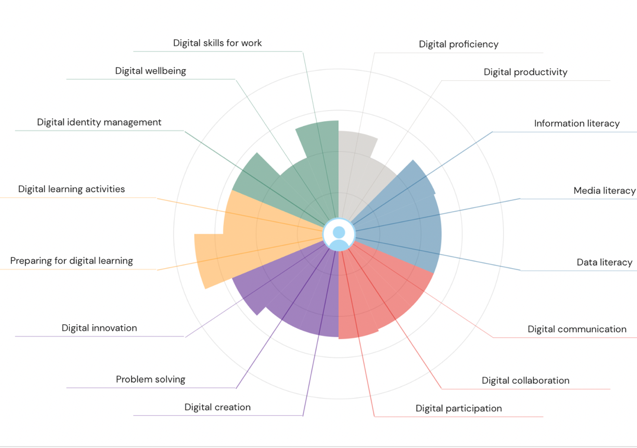 Digital skills for work
Digital proficiency
Digital wellbeing
Digital productivity
Digital identity management
Information literacy
Digital learning activities
Media literacy
Preparing for digital learning
Data literacy
Digital innovation
Digital communication
Problem solving
Digital collaboration
Digital creation
Digital participation